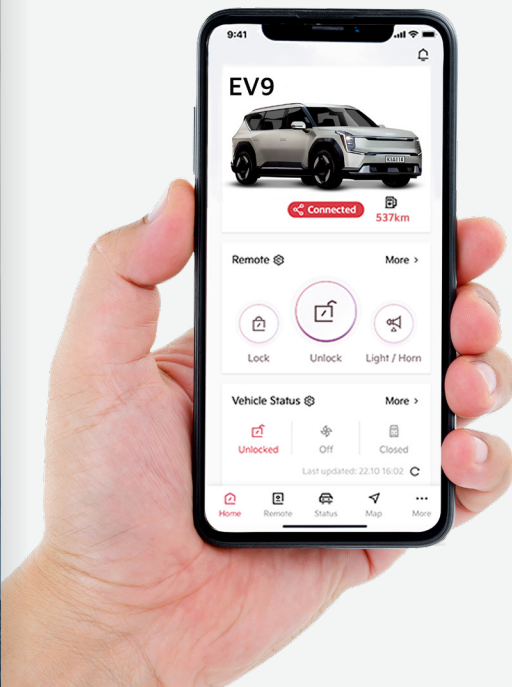 9:41
EV9
Connected
537km
Remote
More >
Lock
Unlock
Light / Horn
Vehicle Status
More >
Unlocked
Off
Closed
Last updated: 22.10 16:02
Home
Remote
Status
Map
More